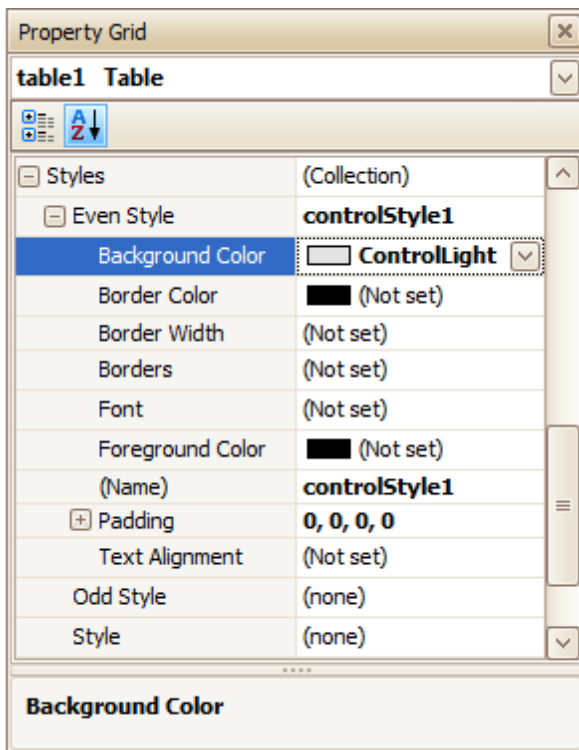 Property Grid
table1 Table
A
Z
Styles (Collection)
Even Style controlStyle1
Background Color ControlLight
Border Color (Not set)
Border Width (Not set)
Borders (Not set)
Font (Not set)
Foreground Color (Not set)
(Name) controlStyle1
Padding 0, 0, 0, 0
Text Alignment (Not set)
Odd Style (none)
Style (none)
Background Color